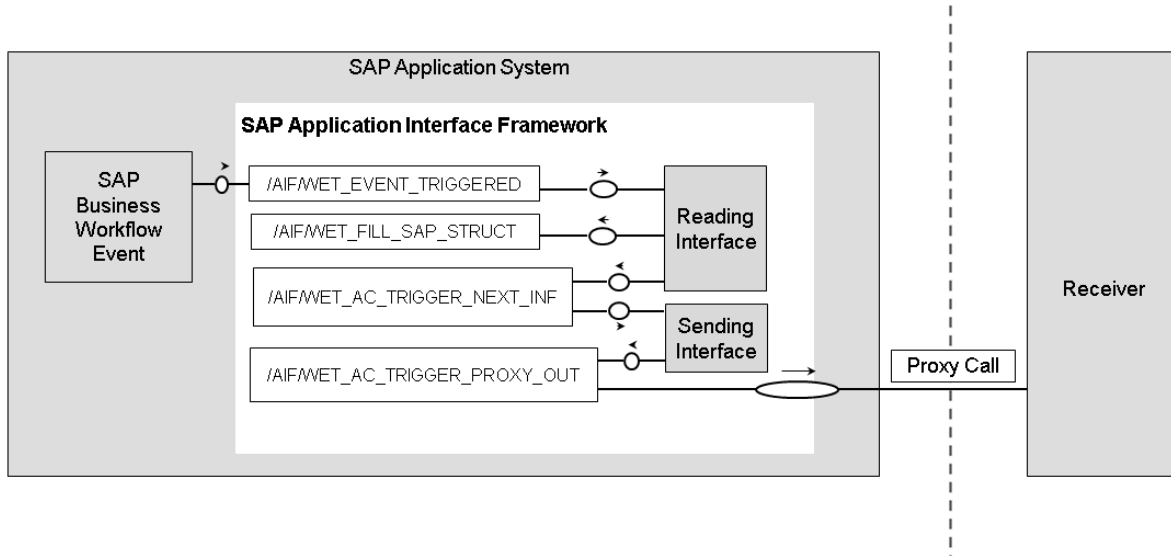 SAP Application System
SAP Application Interface Framework
SAP
Business
Workflow
Event
/AIF/WET_EVENT_TRIGGERED
/AIF/WET_FILL_SAP_STRUCT
/AIF/WET_AC_TRIGGER_NEXT_INF
/AIF/WET_AC_TRIGGER_PROXY_OUT
Reading
Interface
Sending
Interface
Proxy Call
Receiver